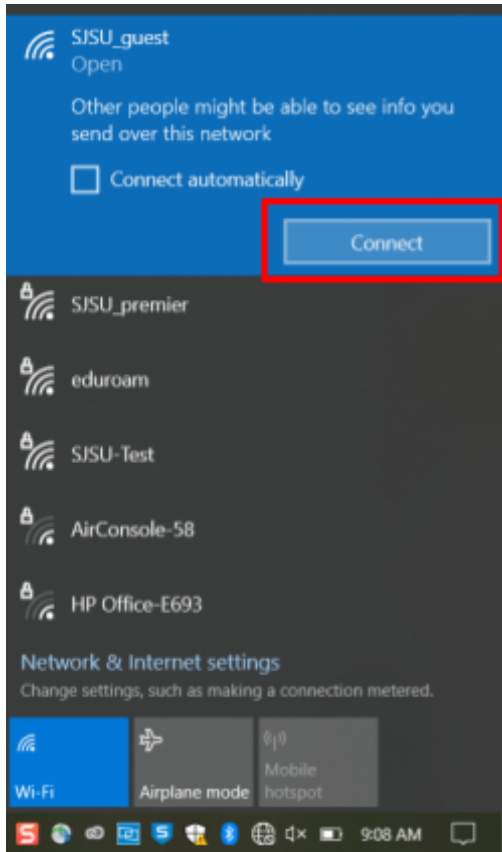 SJSU_guest
Open
Other people might be able to see info you
send over this network
Connect automatically
Connect
SJSU_premier
eduroam
SJSU-Test
AirConsole-58
HP Office-E693
Network & Internet settings
Change settings, such as making a connection metered.
Wi-Fi
Airplane mode
Mobile
hotspot
9:08 AM